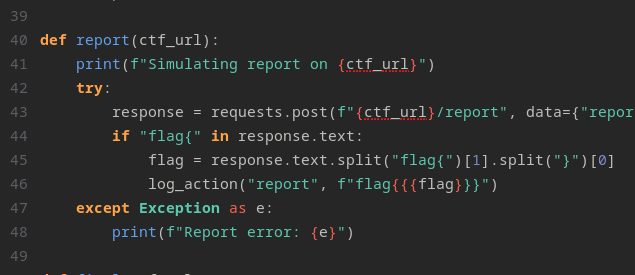 39
40 def report(ctf_url):
41     print(f"Simulating report on {ctf_url}")
42     try:
43         response = requests.post(f"{ctf_url}/report", data={"repor
44         if "flag{" in response.text:
45             flag = response.text.split("flag{")[1].split("}")[0]
46             log_action("report", f"flag{{{flag}}}")
47     except Exception as e:
48         print(f"Report error: {e}")
49